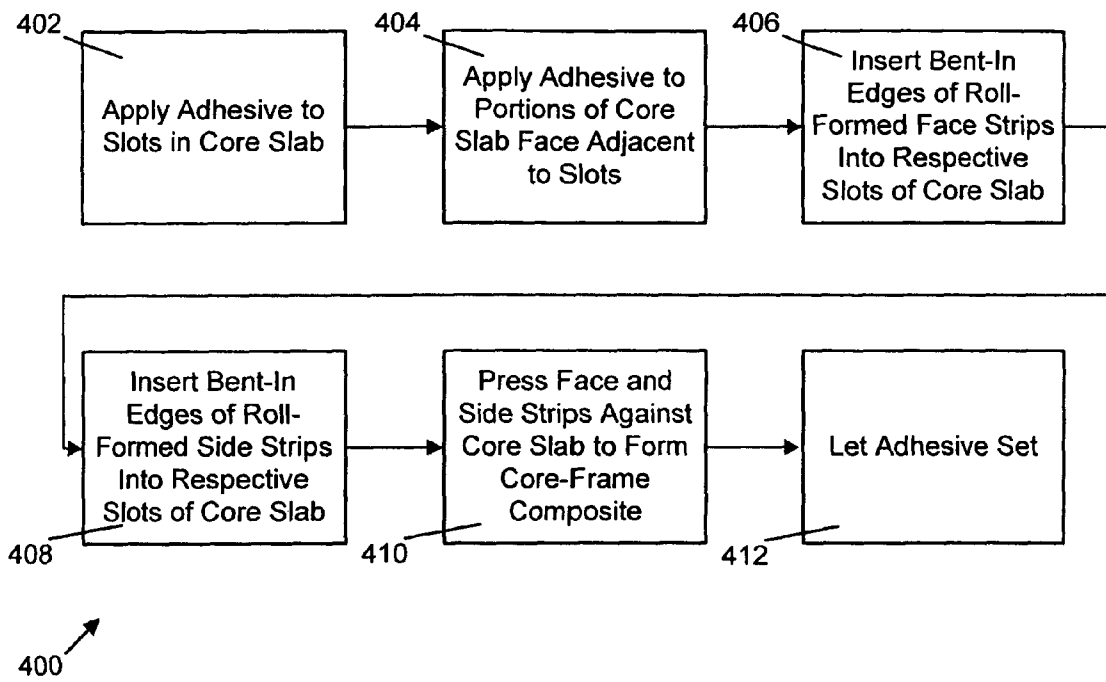 402
Apply Adhesive to
Slots in Core Slab
404
Apply Adhesive to
Portions of Core
Slab Face Adjacent
to Slots
406
Insert Bent-In
Edges of Roll-
Formed Face Strips
Into Respective
Slots of Core Slab
Insert Bent-In
Edges of Roll-
Formed Side Strips
Into Respective
Slots of Core Slab
408
Press Face and
Side Strips Against
Core Slab to Form
Core-Frame
Composite
410
Let Adhesive Set
412
400